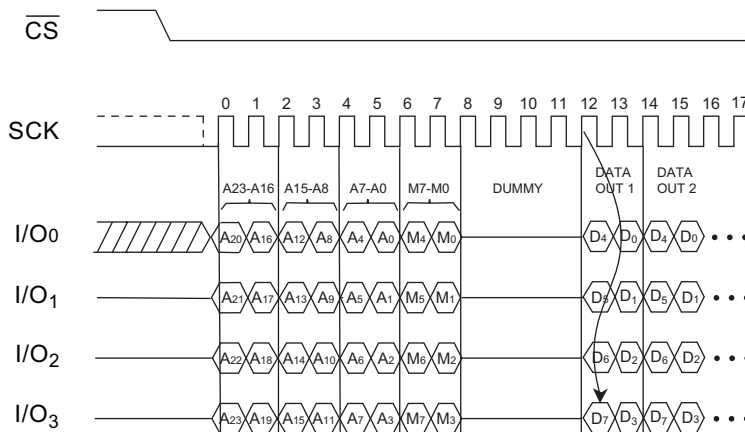 CS
0 1 2 3 4 5 6 7 8 9 10 11 12 13 14 15 16 17
SCK
A23-A16 A15-A8 A7-A0 M7-M0 DUMMY DATA OUT 1 DATA OUT 2
I/O0 A20 A16 A12 A8 A4 A0 M4 M0 D4 D0 D4 D0 • • •
I/O1 A21 A17 A13 A9 A5 A1 M5 M1 D5 D1 D5 D1 • • •
I/O2 A22 A18 A14 A10 A6 A2 M6 M2 D6 D2 D6 D2 • • •
I/O3 A23 A19 A15 A11 A7 A3 M7 M3 D7 D3 D7 D3 • • •